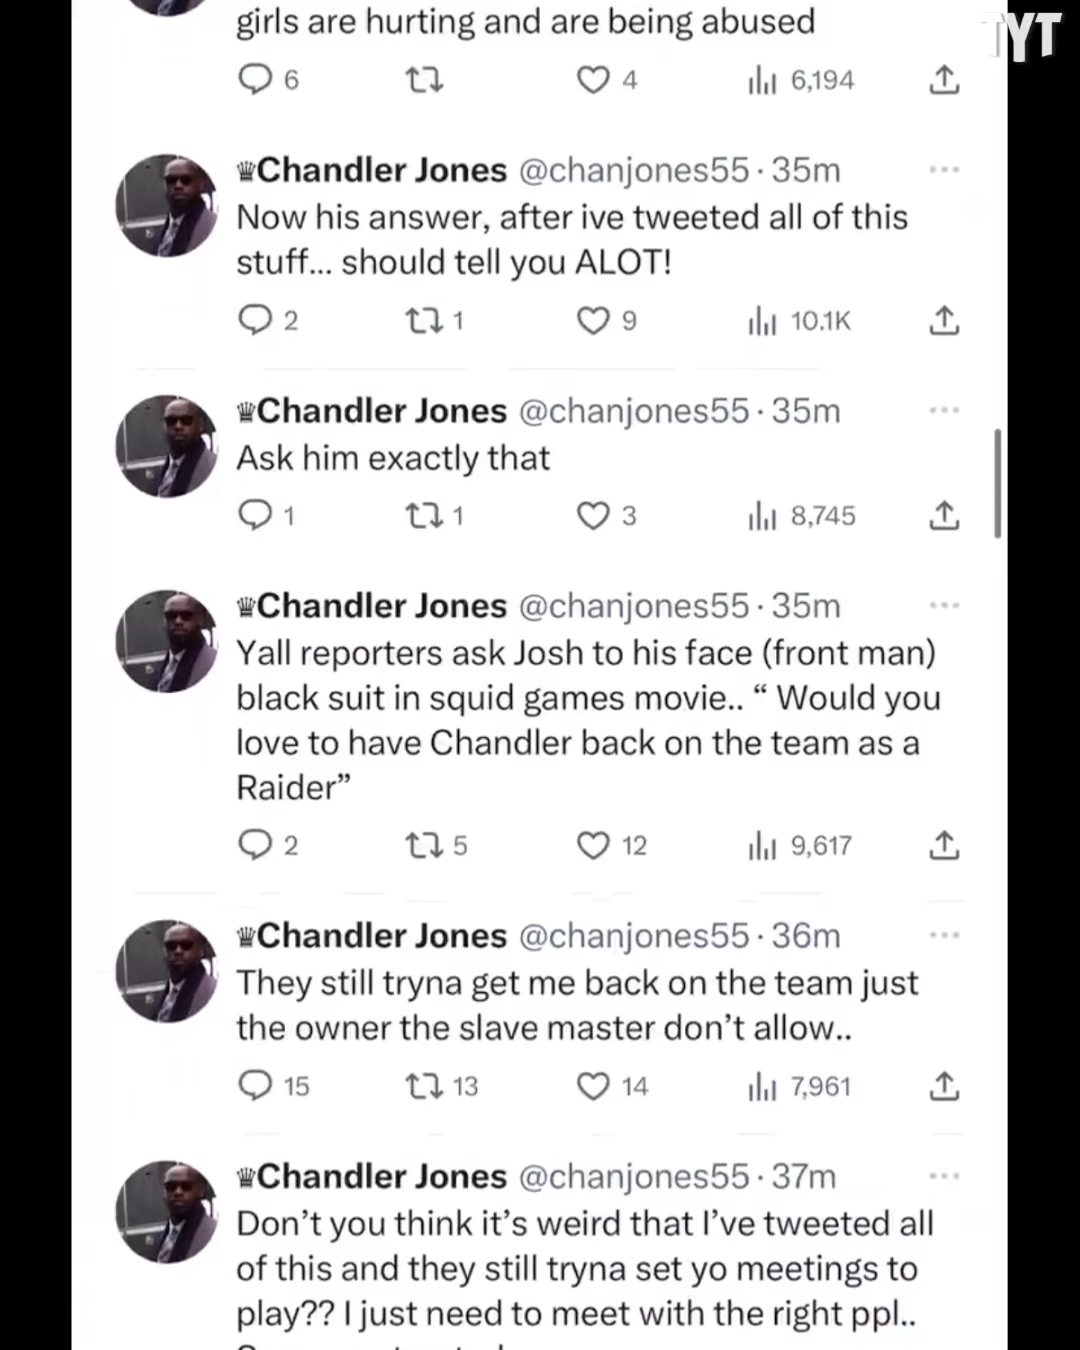 TYT
girls are hurting and are being abused
6 4 6,194
♛Chandler Jones @chanjones55 · 35m
Now his answer, after ive tweeted all of this
stuff... should tell you ALOT!
2 1 9 10.1K
♛Chandler Jones @chanjones55 · 35m
Ask him exactly that
1 1 3 8,745
♛Chandler Jones @chanjones55 · 35m
Yall reporters ask Josh to his face (front man)
black suit in squid games movie.. “ Would you
love to have Chandler back on the team as a
Raider”
2 5 12 9,617
♛Chandler Jones @chanjones55 · 36m
They still tryna get me back on the team just
the owner the slave master don’t allow..
15 13 14 7,961
♛Chandler Jones @chanjones55 · 37m
Don’t you think it’s weird that I’ve tweeted all
of this and they still tryna set yo meetings to
play?? I just need to meet with the right ppl..